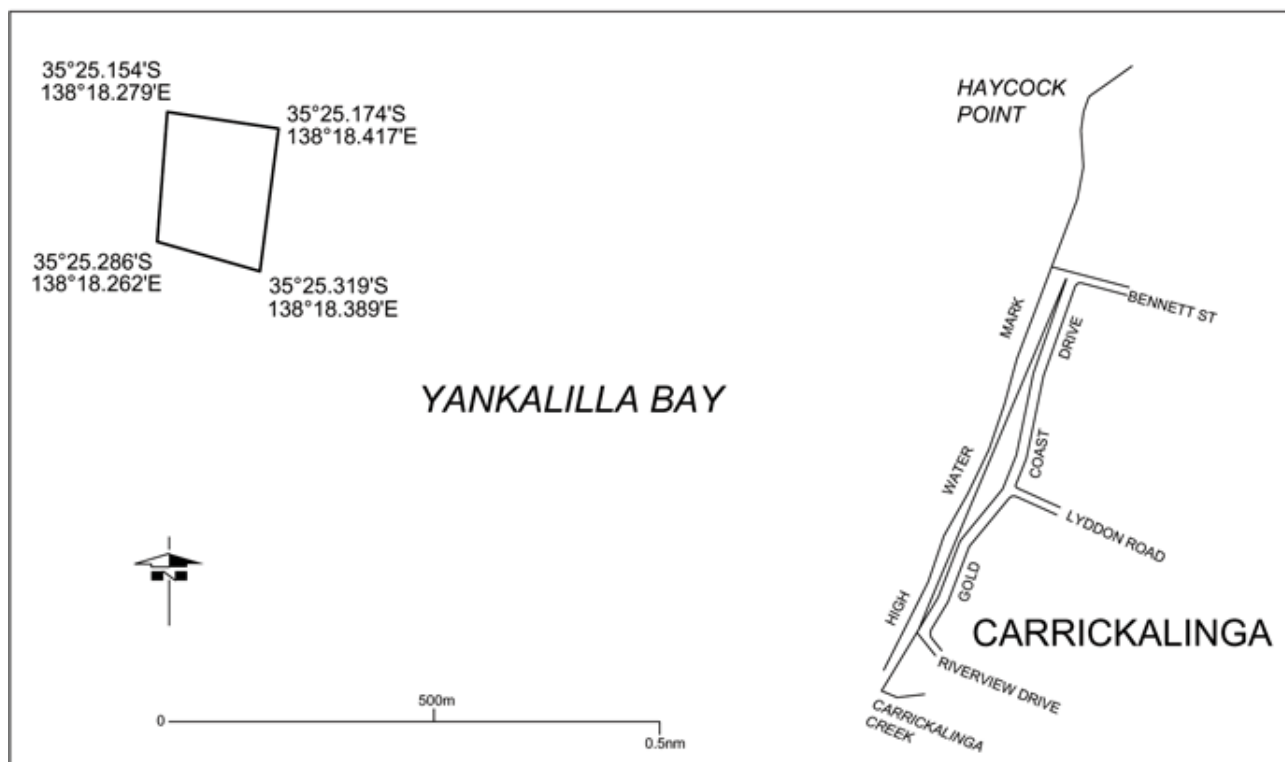 35°25.154'S
138°18.279'E
35°25.174'S
138°18.417'E
35°25.286'S
138°18.262'E
35°25.319'S
138°18.389'E
HAYCOCK
POINT
BENNETT ST
MARK
DRIVE
YANKALILLA BAY
COAST
WATER
LYDDON ROAD
GOLD
HIGH
CARRICKALINGA
RIVERVIEW DRIVE
CARRICKALINGA
CREEK
N
0
500m
0.5nm